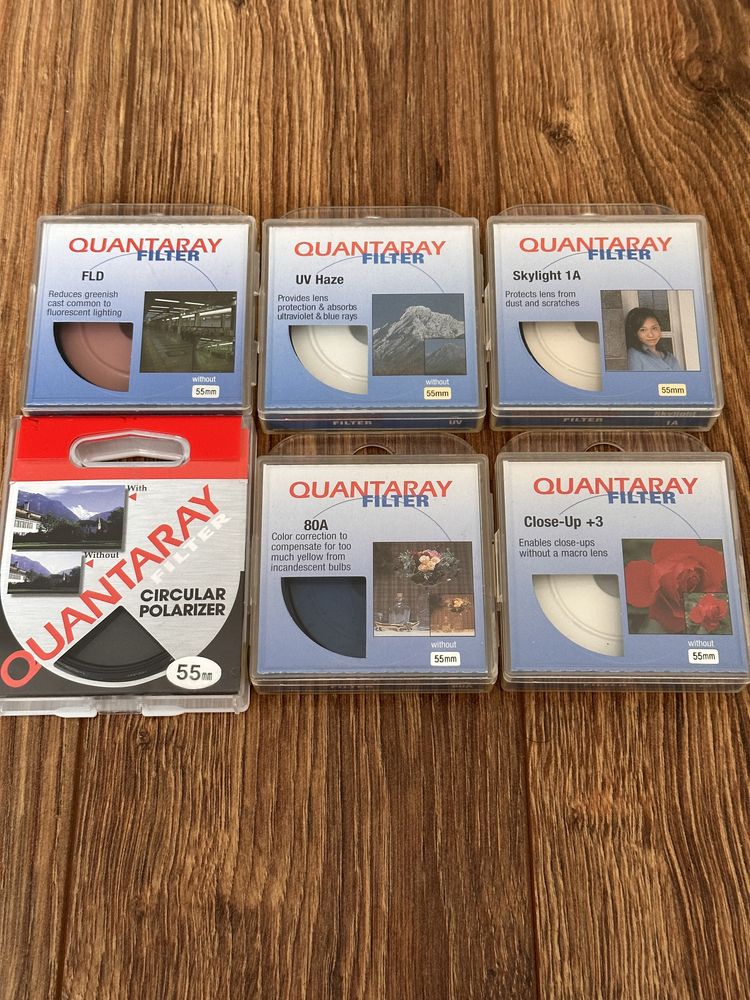 QUANTARAY
FILTER
FLD
Reduces greenish
cast common to
fluorescent lighting
without
55mm
QUANTARAY
FILTER
UV Haze
Provides lens
protection & absorbs
ultraviolet & blue rays
without
55mm
FILTER UV
QUANTARAY
FILTER
Skylight 1A
Protects lens from
dust and scratches
55mm
FILTER
Skylight
1A
With
Without
QUANTARAY
FILTER
CIRCULAR
POLARIZER
55mm
QUANTARAY
FILTER
80A
Color correction to
compensate for too
much yellow from
incandescent bulbs
without
55mm
QUANTARAY
FILTER
Close-Up +3
Enables close-ups
without a macro lens
without
55mm